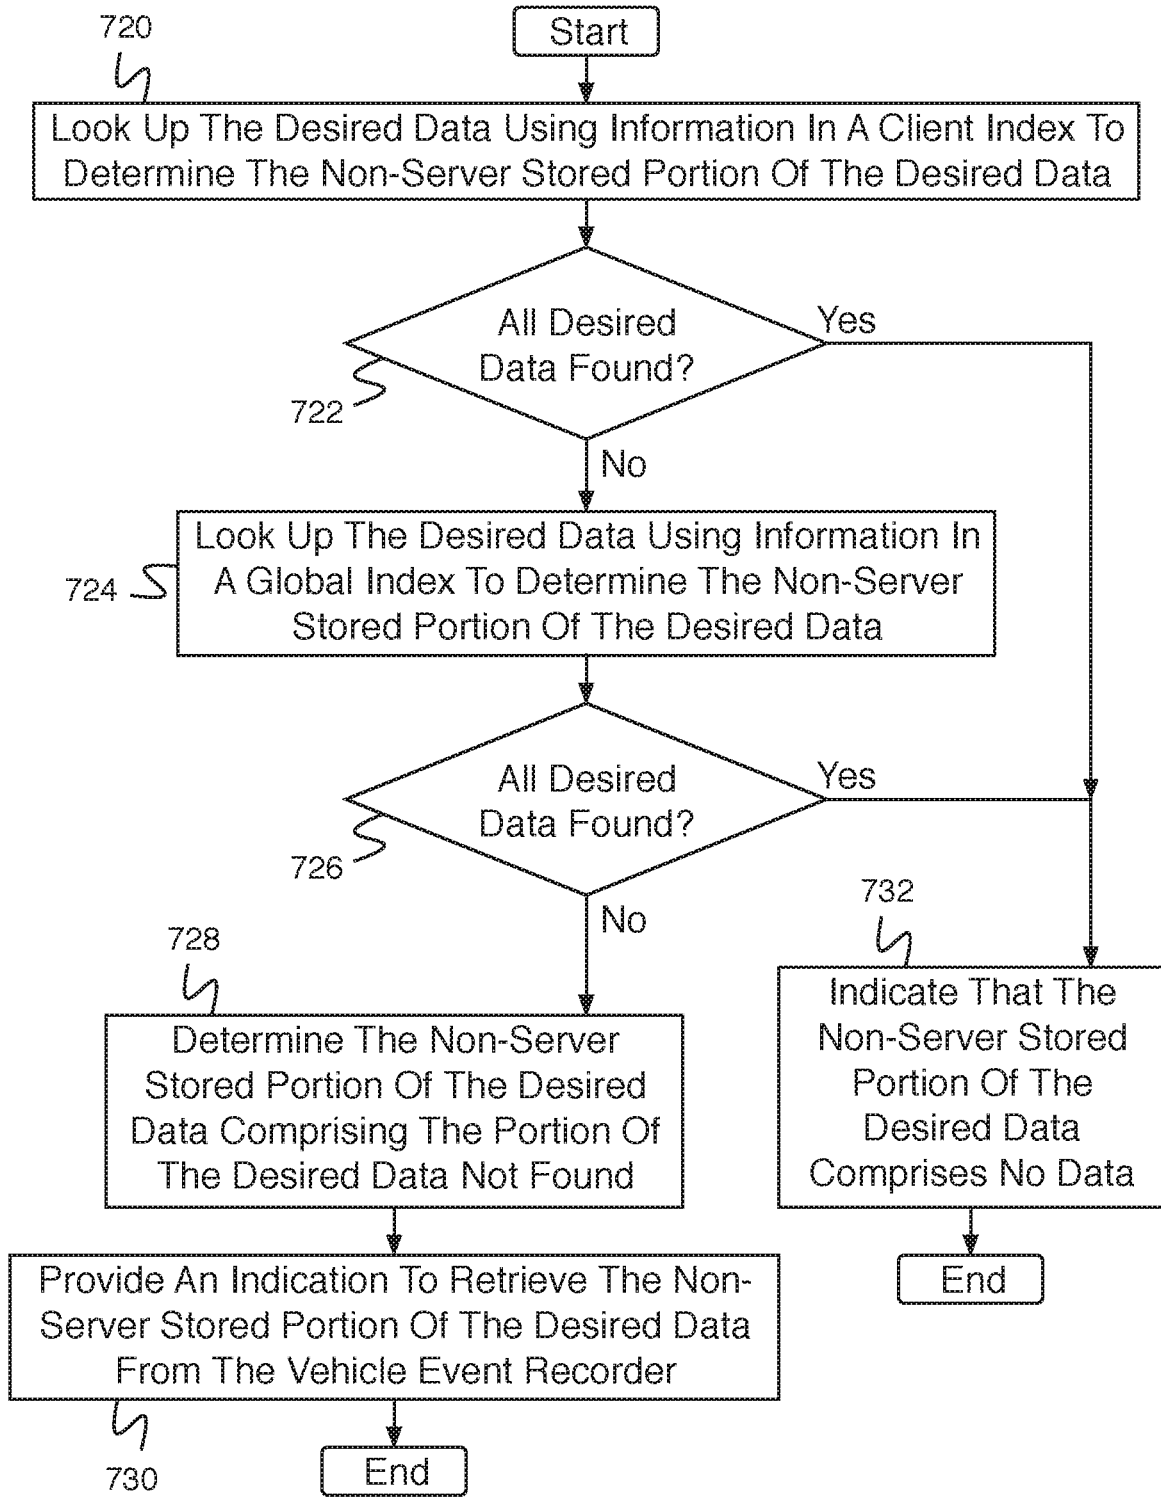 720
Start
Look Up The Desired Data Using Information In A Client Index To
Determine The Non-Server Stored Portion Of The Desired Data
All Desired
Data Found?
Yes
722
No
Look Up The Desired Data Using Information In
A Global Index To Determine The Non-Server
Stored Portion Of The Desired Data
724
All Desired
Data Found?
Yes
726
No
732
728
Determine The Non-Server
Stored Portion Of The Desired
Data Comprising The Portion Of
The Desired Data Not Found
Indicate That The
Non-Server Stored
Portion Of The
Desired Data
Comprises No Data
Provide An Indication To Retrieve The Non-
Server Stored Portion Of The Desired Data
From The Vehicle Event Recorder
End
730
End